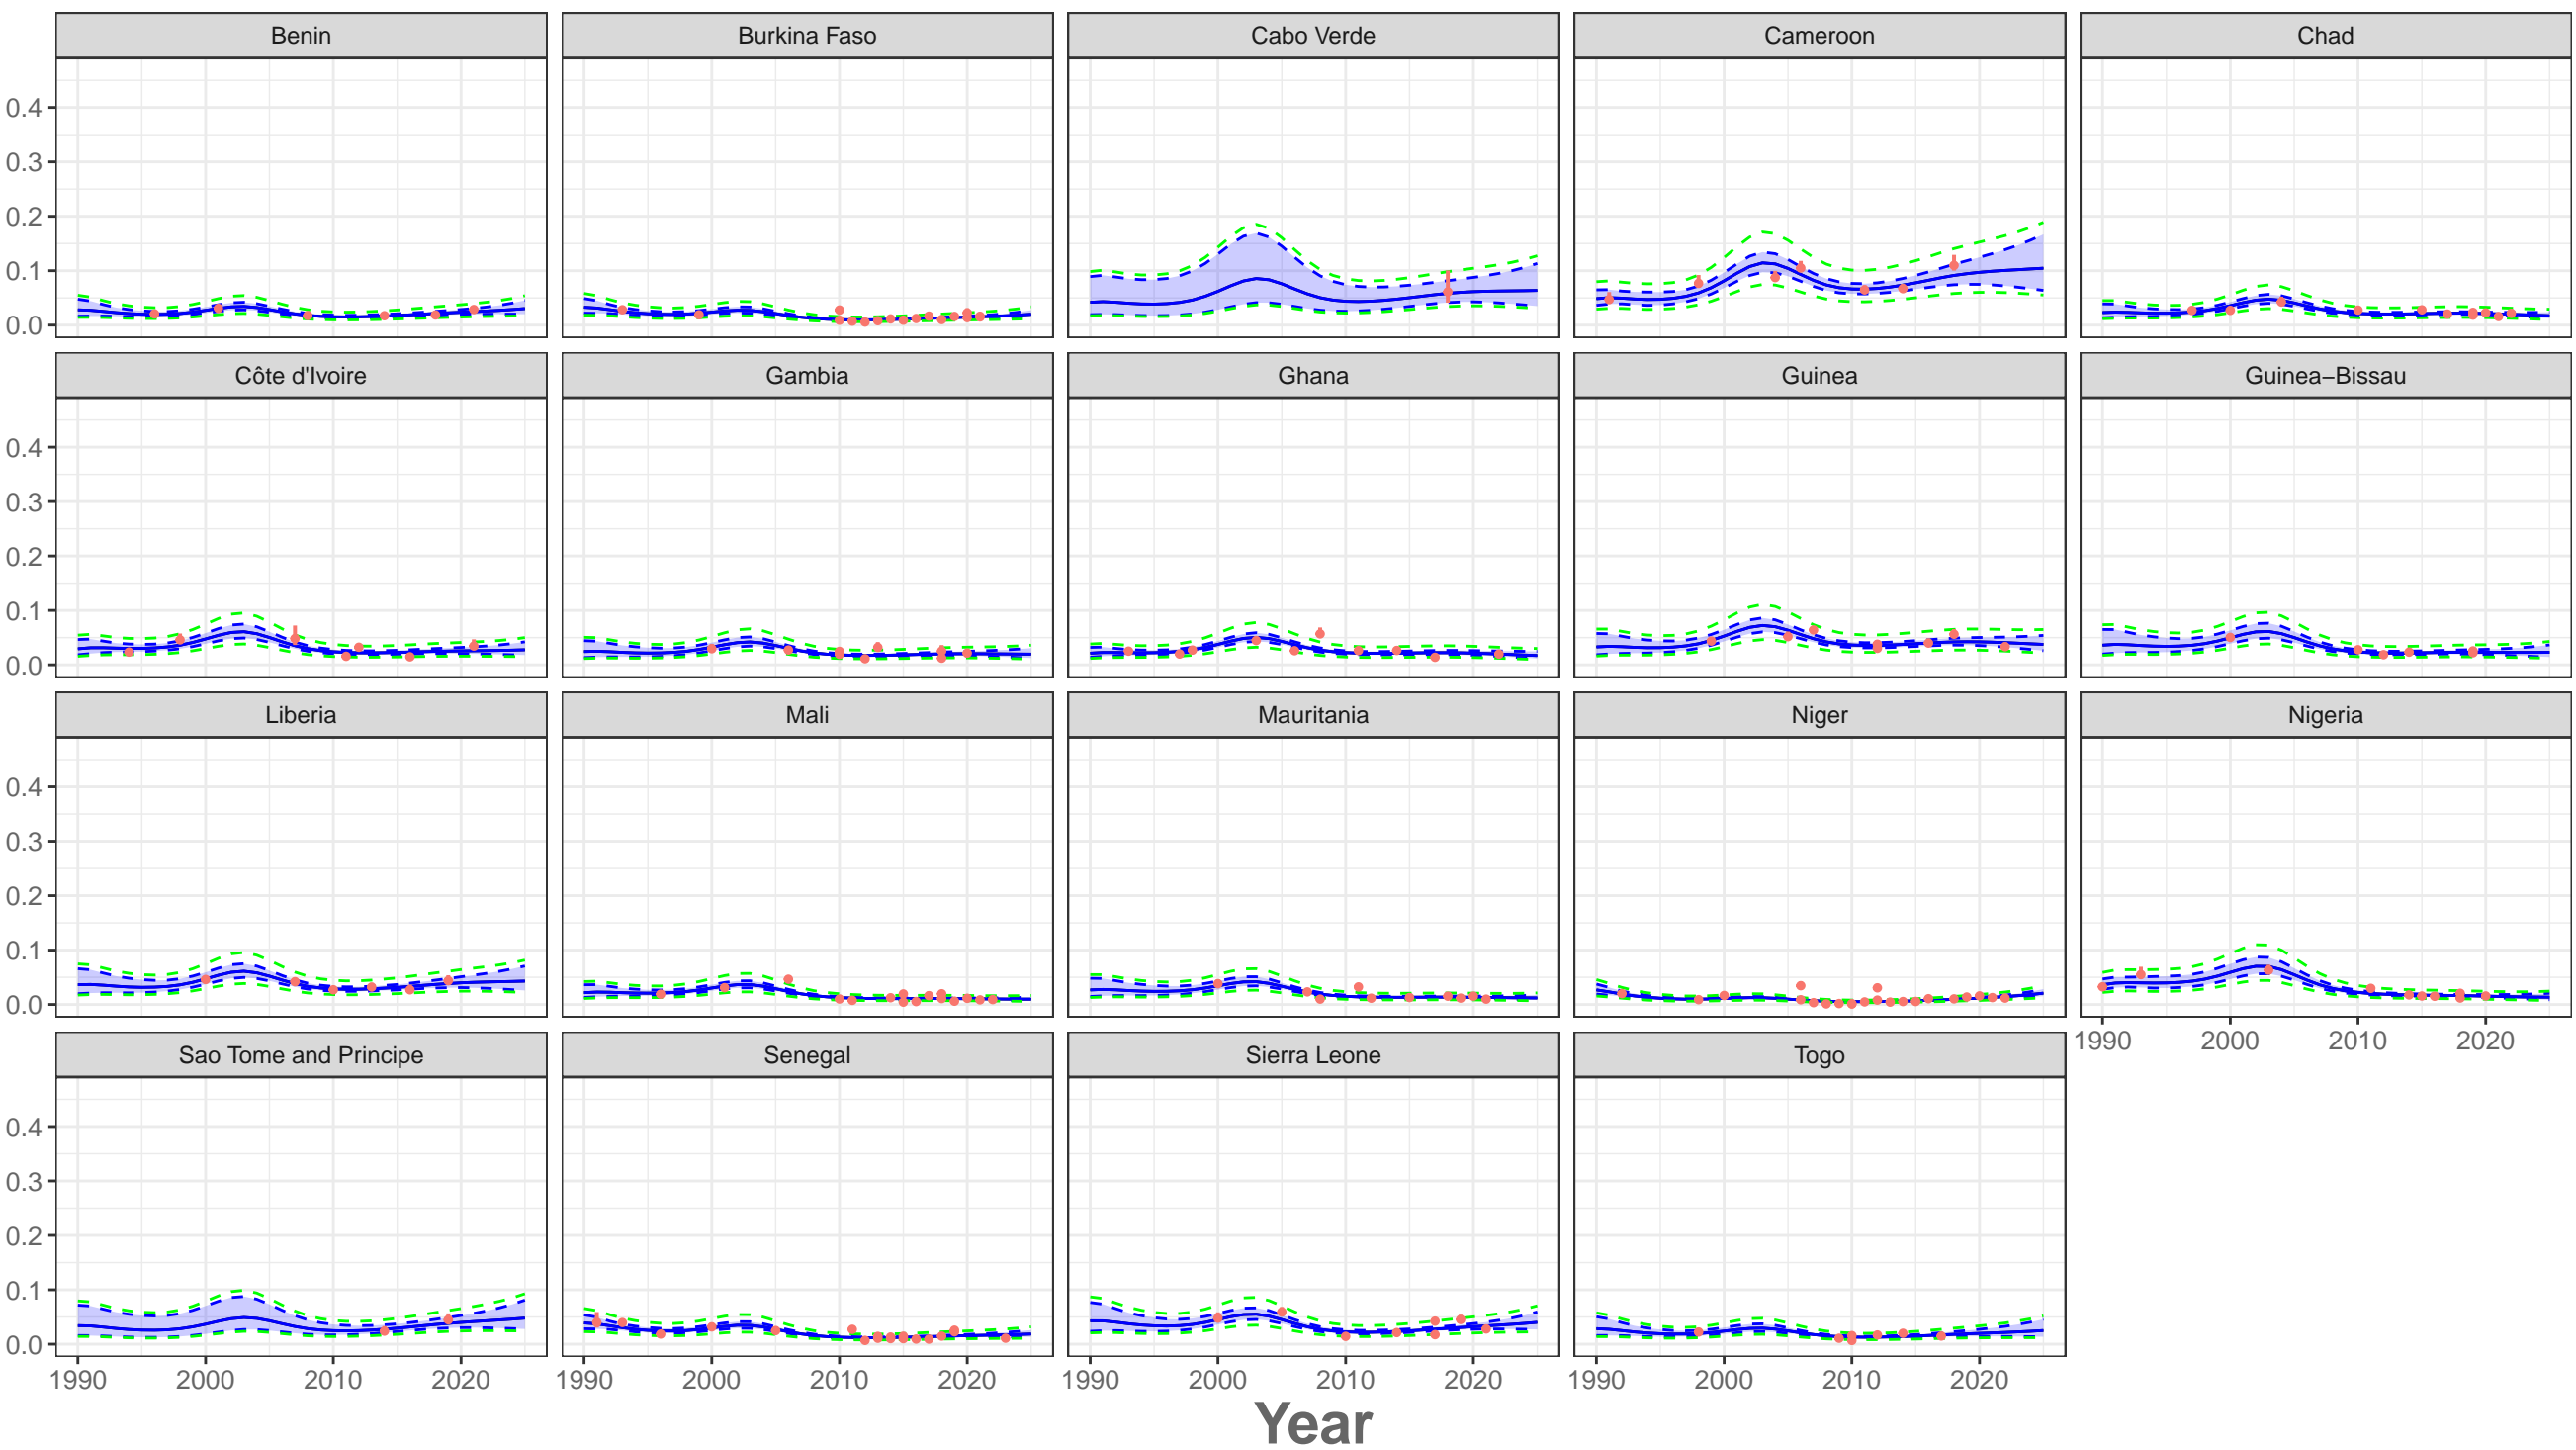 Benin Burkina Faso Cabo Verde Cameroon Chad
0.4
0.3
0.2
0.1
0.0
Côte d'Ivoire Gambia Ghana Guinea Guinea−Bissau
0.4
0.3
0.2
0.1
0.0
Liberia Mali Mauritania Niger Nigeria
0.4
0.3
0.2
0.1
0.0
1990 2000 2010 2020
Sao Tome and Principe Senegal Sierra Leone Togo
0.4
0.3
0.2
0.1
0.0
1990 2000 2010 2020 1990 2000 2010 2020 1990 2000 2010 2020 1990 2000 2010 2020
Year